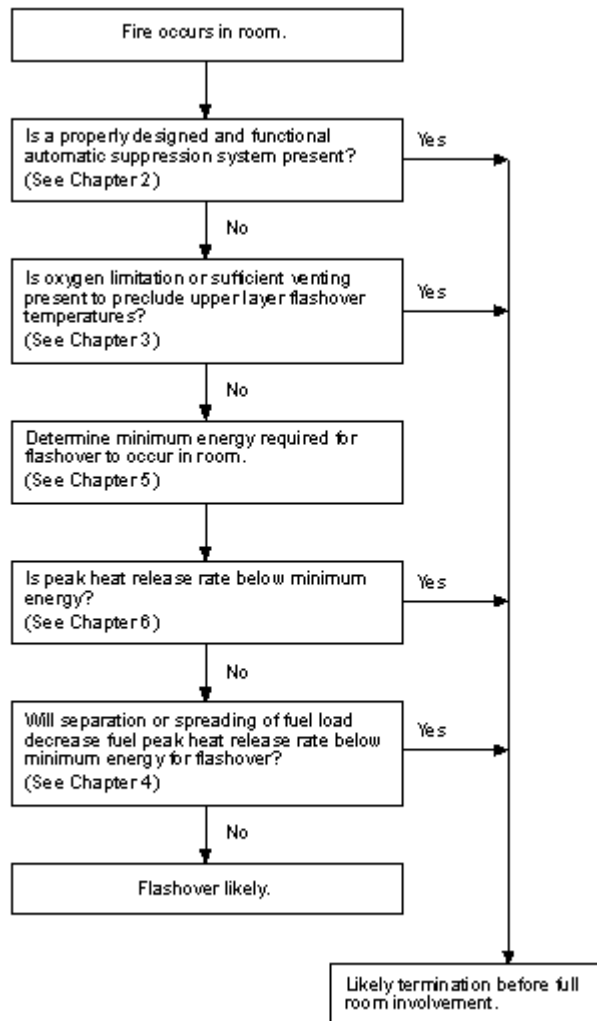 Fire occurs in room.
Is a properly designed and functional
automatic suppression system present?
(See Chapter 2)
Yes
No
Is oxygen limitation or sufficient venting
present to preclude upper layer flashover
temperatures?
(See Chapter 3)
Yes
No
Determine minimum energy required for
flashover to occur in room.
(See Chapter 5)
Is peak heat release rate below minimum
energy?
(See Chapter 6)
Yes
No
Will separation or spreading of fuel load
decrease fuel peak heat release rate below
minimum energy for flashover?
(See Chapter 4)
Yes
No
Flashover likely.
Likely termination before full
room involvement.